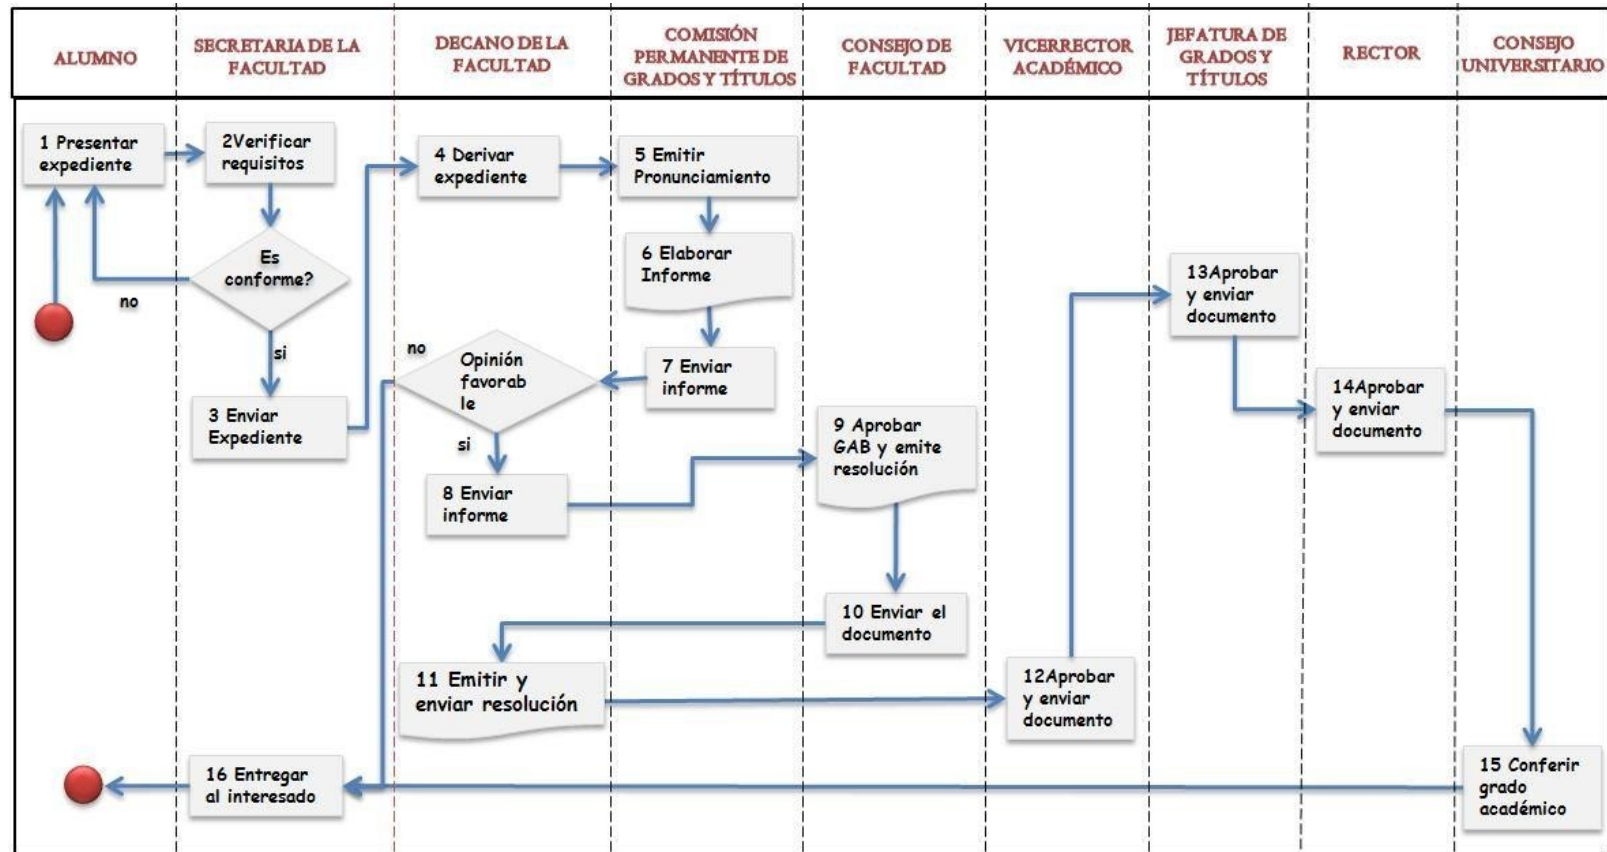 ALUMNO
SECRETARIA DE LA
FACULTAD
DECANO DE LA
FACULTAD
COMISIÓN
PERMANENTE DE
GRADOS Y TÍTULOS
CONSEJO DE
FACULTAD
VICERRECTOR
ACADÉMICO
JEFATURA DE
GRADOS Y
TÍTULOS
RECTOR
CONSEJO
UNIVERSITARIO
1 Presentar
expediente
2Verificar
requisitos
Es
conforme?
no
si
3 Enviar
Expediente
4 Derivar
expediente
5 Emitir
Pronunciamiento
6 Elaborar
Informe
7 Enviar
informe
Opinión
favorab
le
no
si
8 Enviar
informe
9 Aprobar
GAB y emite
resolución
10 Enviar el
documento
11 Emitir y
enviar resolución
12Aprobar
y enviar
documento
13Aprobar
y enviar
documento
14Aprobar
y enviar
documento
15 Conferir
grado
académico
16 Entregar
al interesado